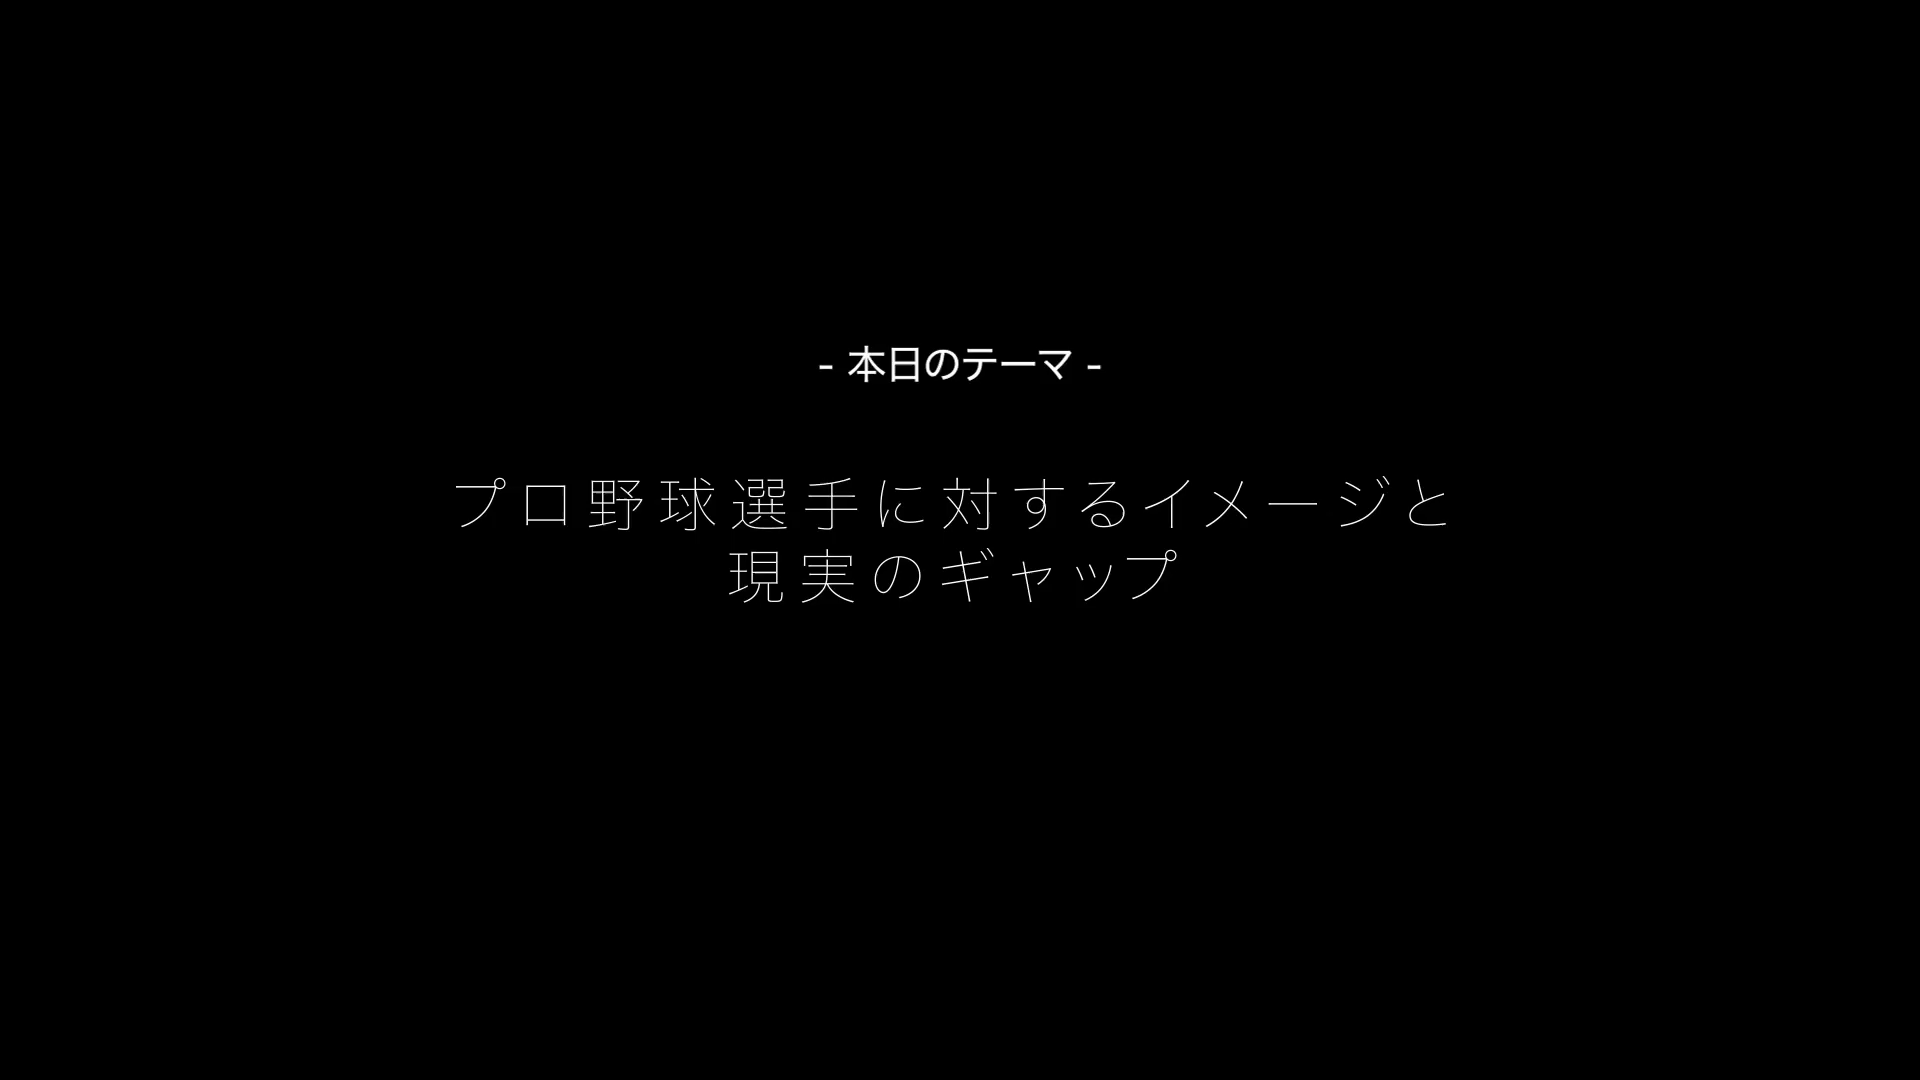 - 本日のテーマ -
プロ野球選手に対するイメージと
現実のギャップ